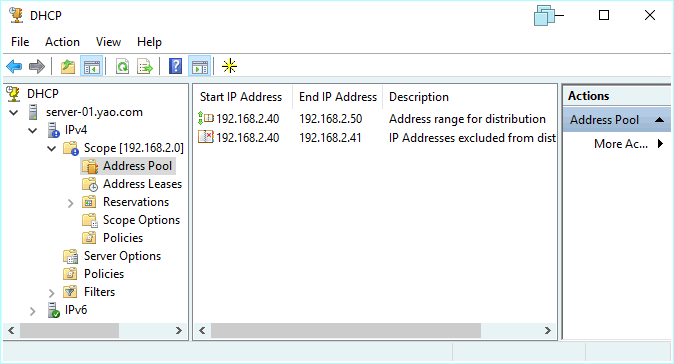 DHCP
File Action View Help
DHCP
server-01.yao.com
IPv4
Scope [192.168.2.0]
Address Pool
Address Leases
Reservations
Scope Options
Policies
Server Options
Policies
Filters
IPv6
Start IP Address End IP Address Description
192.168.2.40 192.168.2.50 Address range for distribution
192.168.2.40 192.168.2.41 IP Addresses excluded from dist
Actions
Address Pool
More Ac...